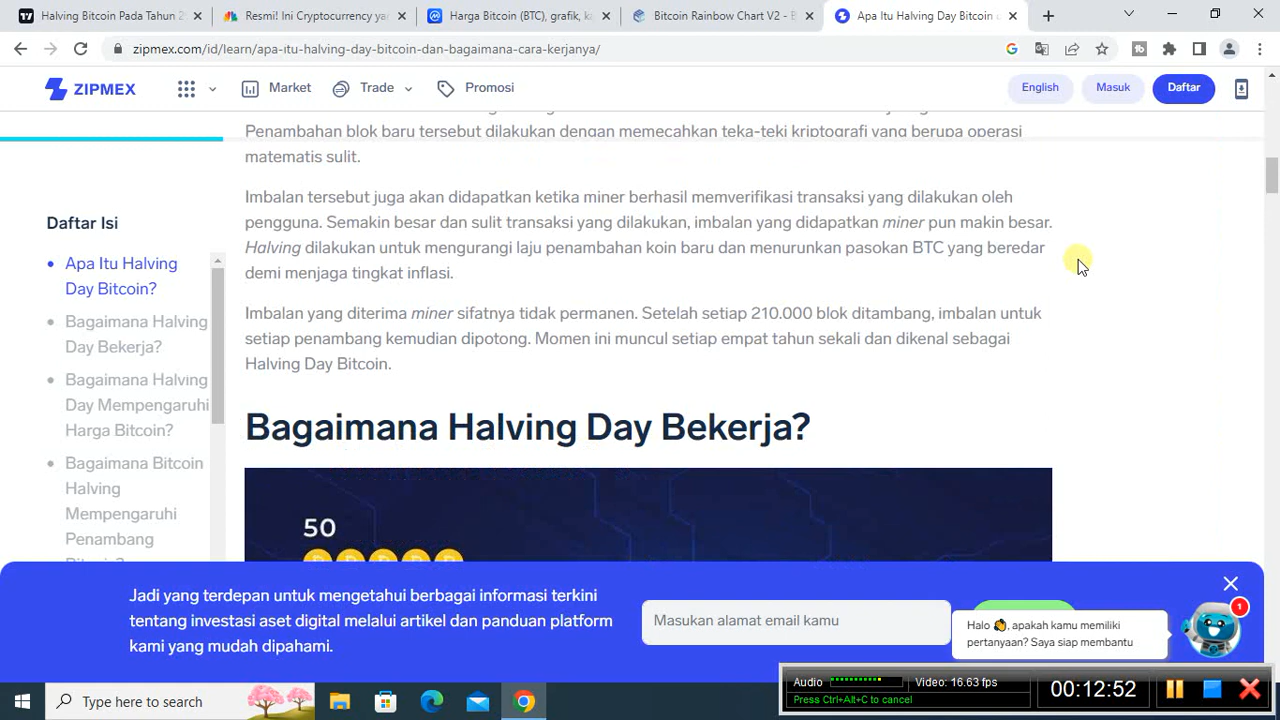 Halving Bitcoin Pada Tahun 2
Resmi! Ini Cryptocurrency yan
Harga Bitcoin (BTC), grafik, ka
Bitcoin Rainbow Chart V2 - B
Apa Itu Halving Day Bitcoin
zipmex.com/id/learn/apa-itu-halving-day-bitcoin-dan-bagaimana-cara-kerjanya/
ZIPMEX
Market
Trade
Promosi
English
Masuk
Daftar
Penambahan blok baru tersebut dilakukan dengan memecahkan teka-teki kriptografi yang berupa operasi
matematis sulit.
Imbalan tersebut juga akan didapatkan ketika miner berhasil memverifikasi transaksi yang dilakukan oleh
pengguna. Semakin besar dan sulit transaksi yang dilakukan, imbalan yang didapatkan miner pun makin besar.
Halving dilakukan untuk mengurangi laju penambahan koin baru dan menurunkan pasokan BTC yang beredar
demi menjaga tingkat inflasi.
Imbalan yang diterima miner sifatnya tidak permanen. Setelah setiap 210.000 blok ditambang, imbalan untuk
setiap penambang kemudian dipotong. Momen ini muncul setiap empat tahun sekali dan dikenal sebagai
Halving Day Bitcoin.
Bagaimana Halving Day Bekerja?
50
Daftar Isi
Apa Itu Halving
Day Bitcoin?
Bagaimana Halving
Day Bekerja?
Bagaimana Halving
Day Mempengaruhi
Harga Bitcoin?
Bagaimana Bitcoin
Halving
Mempengaruhi
Penambang
Jadi yang terdepan untuk mengetahui berbagai informasi terkini
tentang investasi aset digital melalui artikel dan panduan platform
kami yang mudah dipahami.
Masukan alamat email kamu
Halo 👋, apakah kamu memiliki
pertanyaan? Saya siap membantu
1
Audio
Video: 16.63 fps
Press Ctrl+Alt+C to cancel
00:12:52